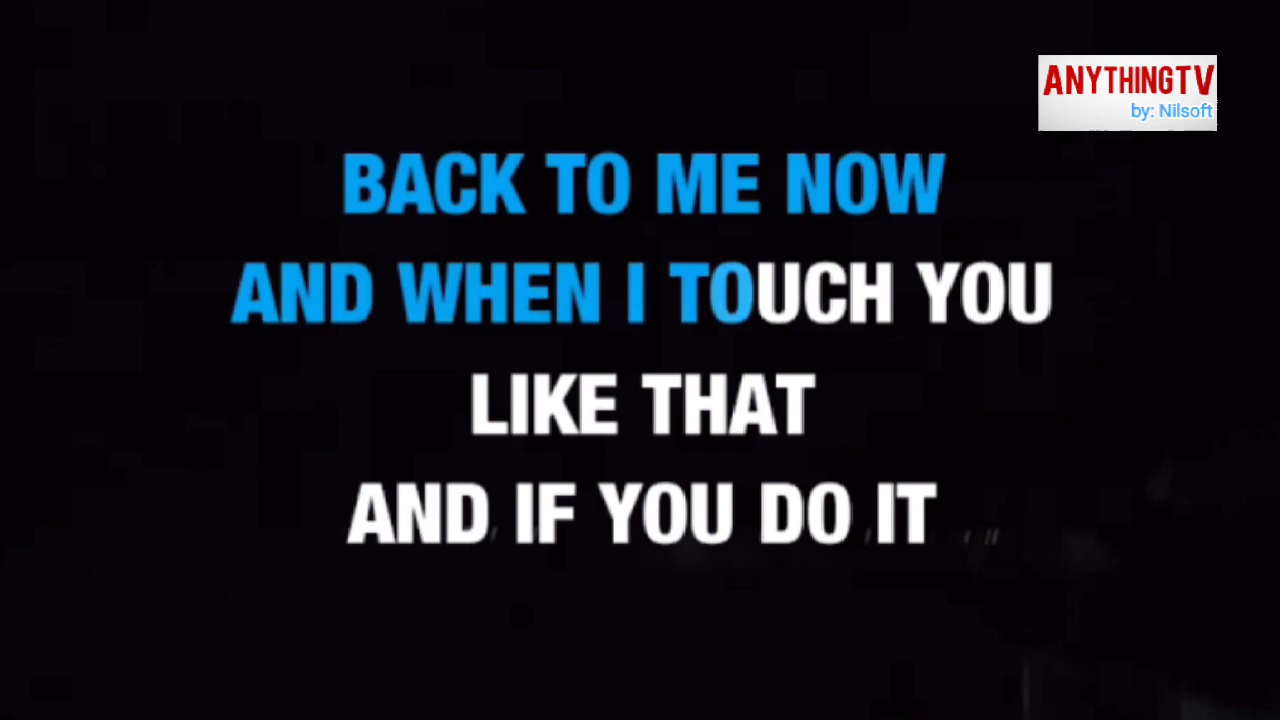 ANYTHINGTV
by: Nilsoft
BACK TO ME NOW
AND WHEN I TOUCH YOU
LIKE THAT
AND IF YOU DO IT